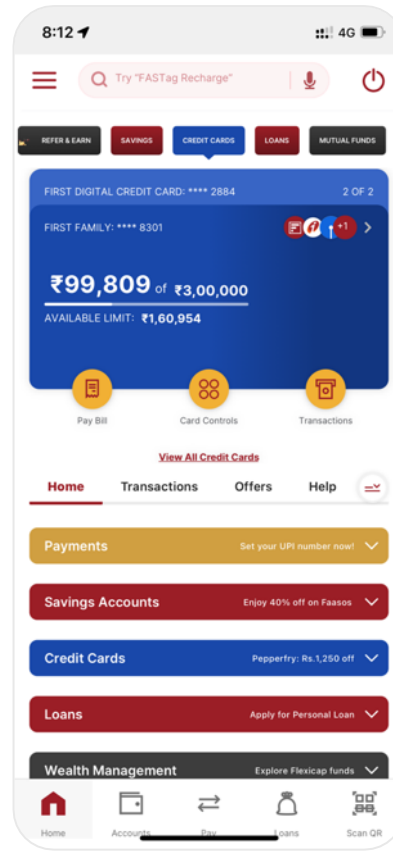 8:12 4G
Try "FASTag Recharge"
REFER & EARN SAVINGS CREDIT CARDS LOANS MUTUAL FUNDS
FIRST DIGITAL CREDIT CARD: **** 2884 2 OF 2
FIRST FAMILY: **** 8301 +1
₹99,809 of ₹3,00,000
AVAILABLE LIMIT: ₹1,60,954
Pay Bill Card Controls Transactions
View All Credit Cards
Home Transactions Offers Help
Payments Set your UPI number now!
Savings Accounts Enjoy 40% off on Faasos
Credit Cards Pepperfry: Rs.1,250 off
Loans Apply for Personal Loan
Wealth Management Explore Flexicap funds
Home Accounts Pay Loans Scan QR